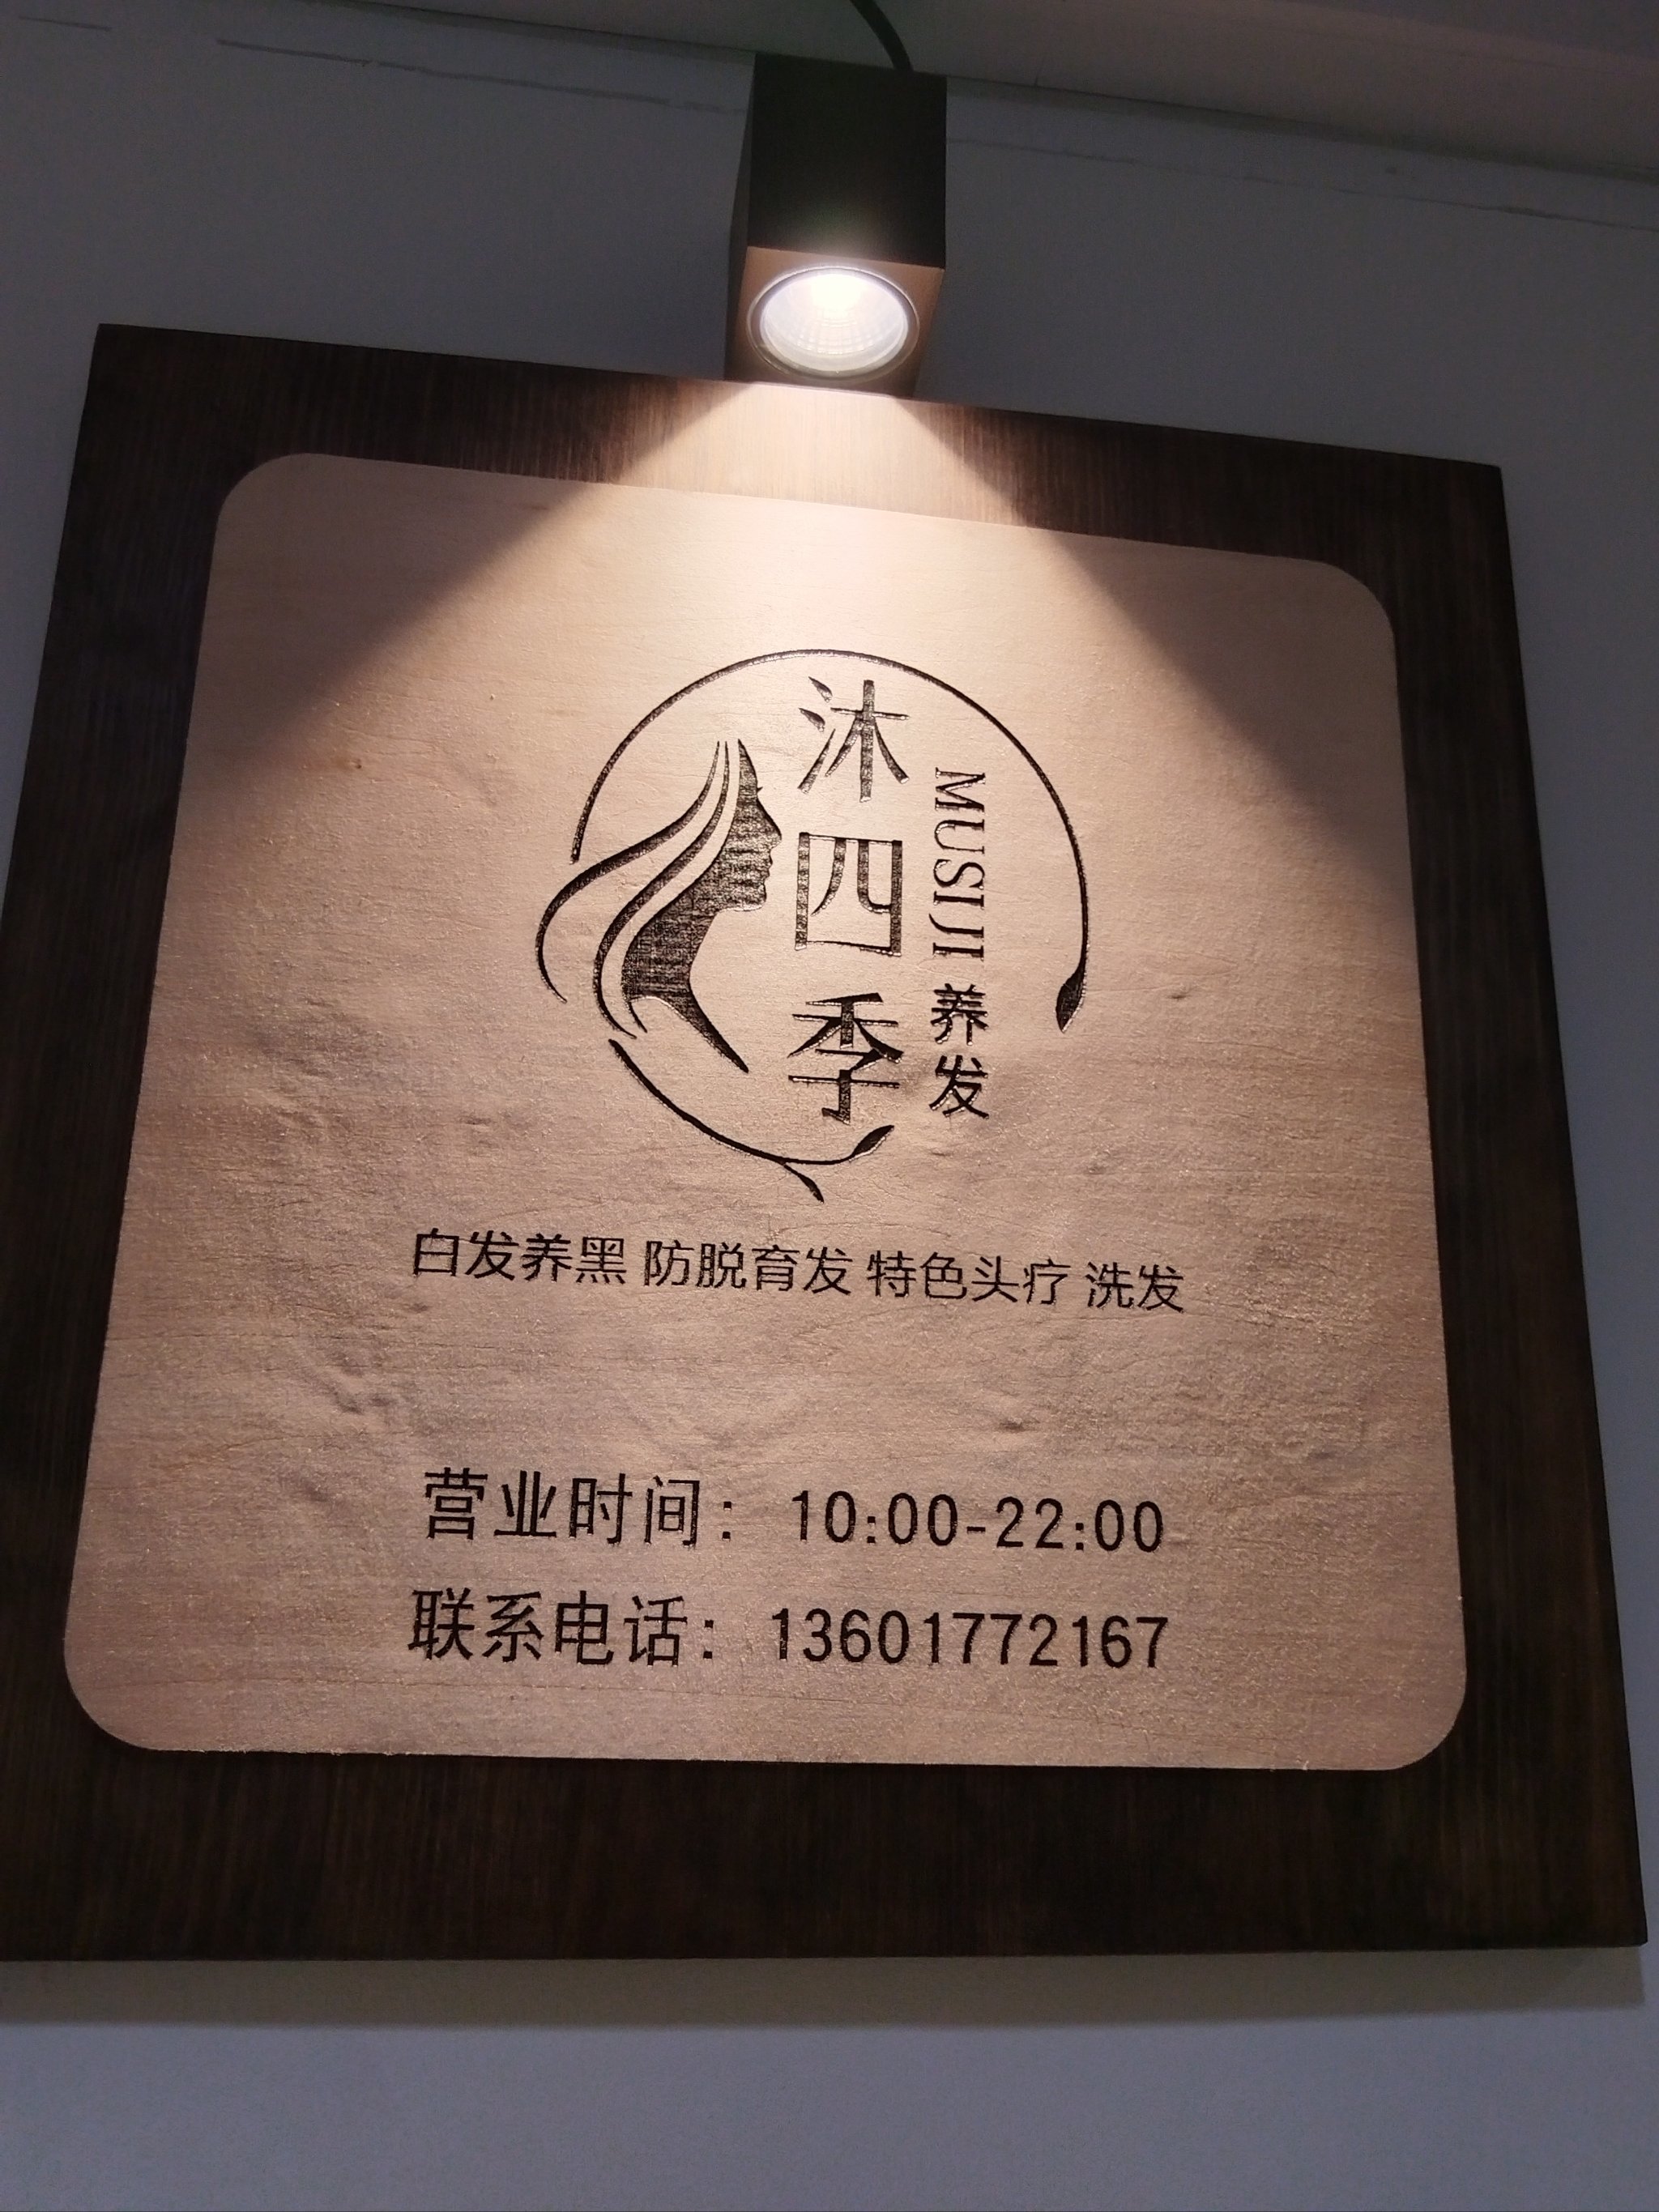 沐四季
MUSIJI 养发
白发养黑 防脱育发 特色头疗 洗发
营业时间：10:00-22:00
联系电话：13601772167